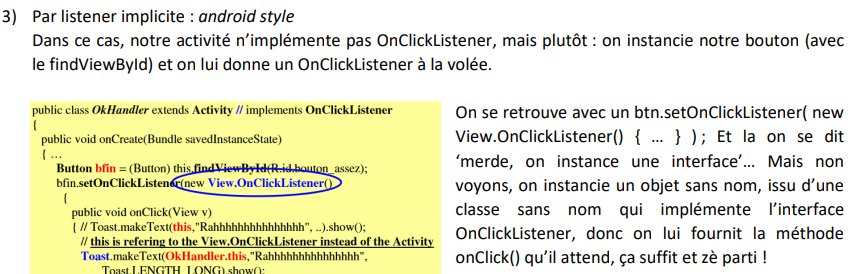 3) Par listener implicite : android style
Dans ce cas, notre activité n’implémente pas OnClickListener, mais plutôt : on instancie notre bouton (avec
le findViewById) et on lui donne un OnClickListener à la volée.
public class OkHandler extends Activity // implements OnClickListener
{
public void onCreate(Bundle savedInstanceState)
{ ...
Button bfin = (Button) this.findViewById(R.id.bouton_assez);
bfin.setOnClickListener(new View.OnClickListener()
{
public void onClick(View v)
{ // Toast.makeText(this,"Rahhhhhhhhhhhhhhh", ..).show();
// this is refering to the View.OnClickListener instead of the Activity
Toast.makeText(OkHandler.this,"Rahhhhhhhhhhhhhhh",
Toast.LENGTH_LONG).show();
On se retrouve avec un btn.setOnClickListener( new
View.OnClickListener() { … } ); Et la on se dit
‘merde, on instance une interface’… Mais non
voyons, on instancie un objet sans nom, issu d’une
classe sans nom qui implémente l’interface
OnClickListener, donc on lui fournit la méthode
onClick() qu’il attend, ça suffit et zè parti !